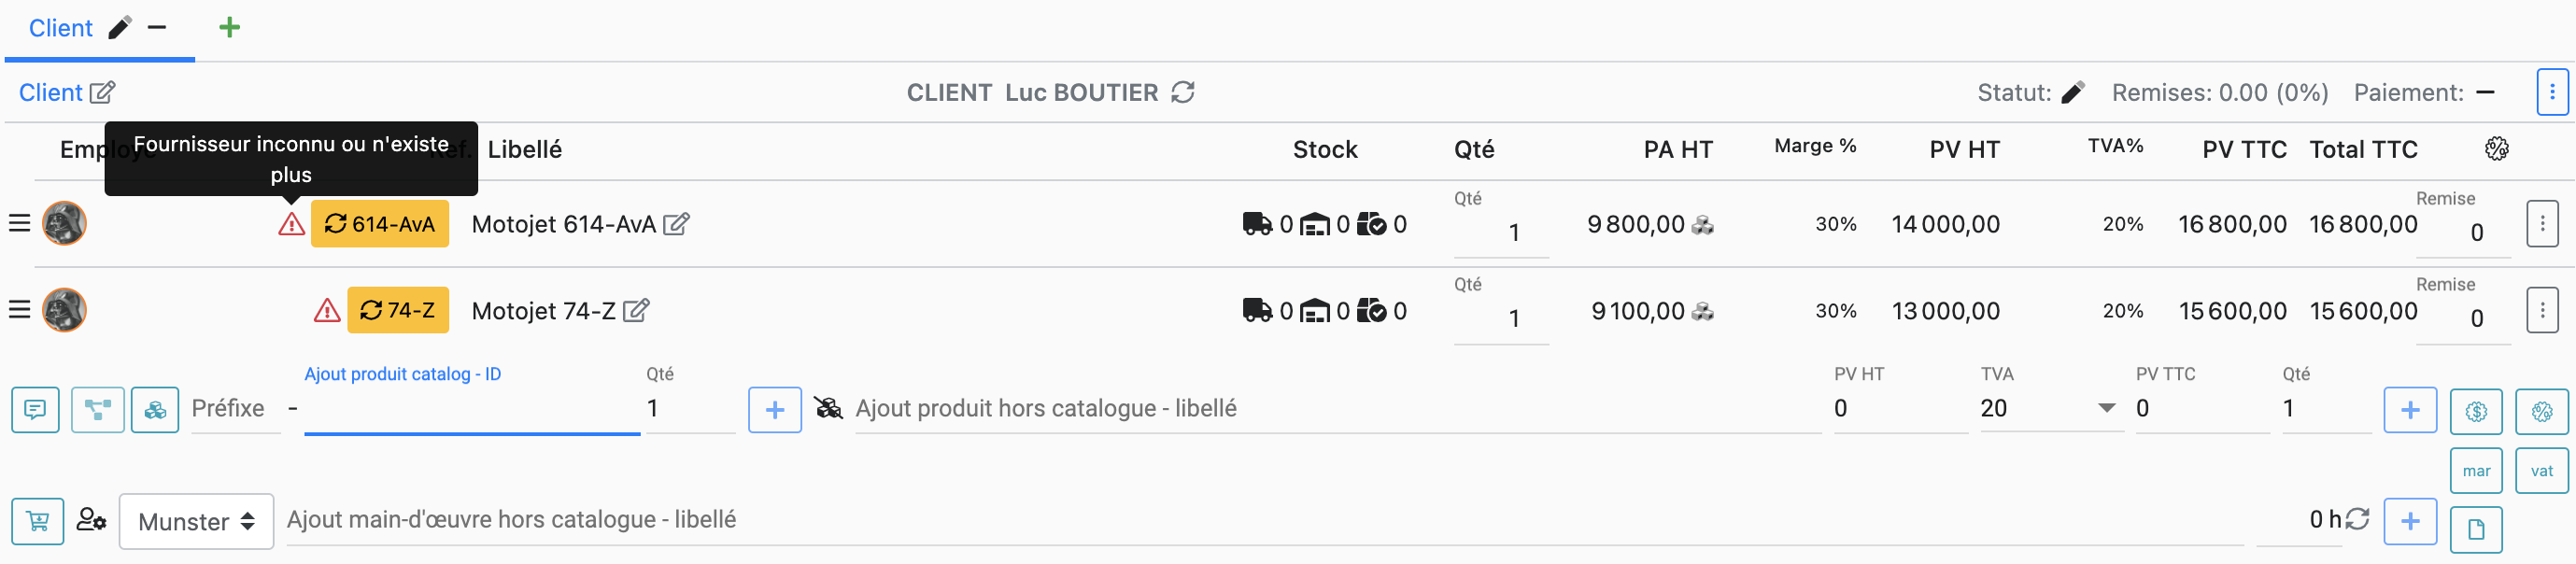 Client
Client
CLIENT Luc BOUTIER
Statut: Remises: 0.00 (0%) Paiement:
Fournisseur inconnu ou n'existe
plus
Employé Ref. Libellé Stock Qté PA HT Marge % PV HT TVA% PV TTC Total TTC
Qté Remise
614-AvA Motojet 614-AvA 0 0 0 1 9 800,00 30% 14 000,00 20% 16 800,00 16 800,00 0
Qté Remise
74-Z Motojet 74-Z 0 0 0 1 9 100,00 30% 13 000,00 20% 15 600,00 15 600,00 0
Ajout produit catalog - ID Qté PV HT TVA PV TTC Qté
Préfixe - 1 Ajout produit hors catalogue - libellé 0 20 0 1
mar vat
Munster Ajout main-d'œuvre hors catalogue - libellé 0 h